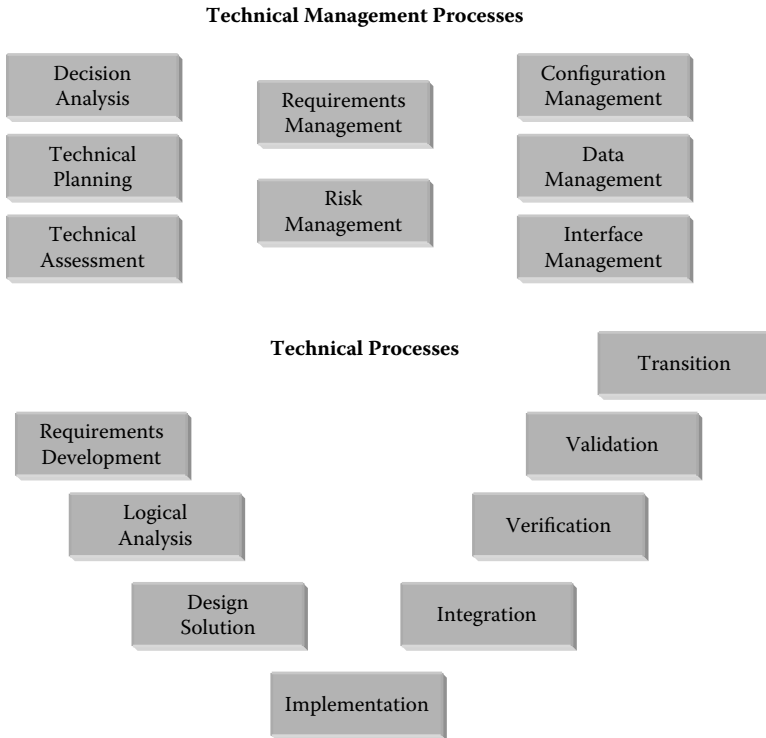 Technical Management Processes
Decision
Analysis
Technical
Planning
Technical
Assessment
Requirements
Management
Risk
Management
Configuration
Management
Data
Management
Interface
Management
Technical Processes
Requirements
Development
Logical
Analysis
Design
Solution
Implementation
Integration
Verification
Validation
Transition